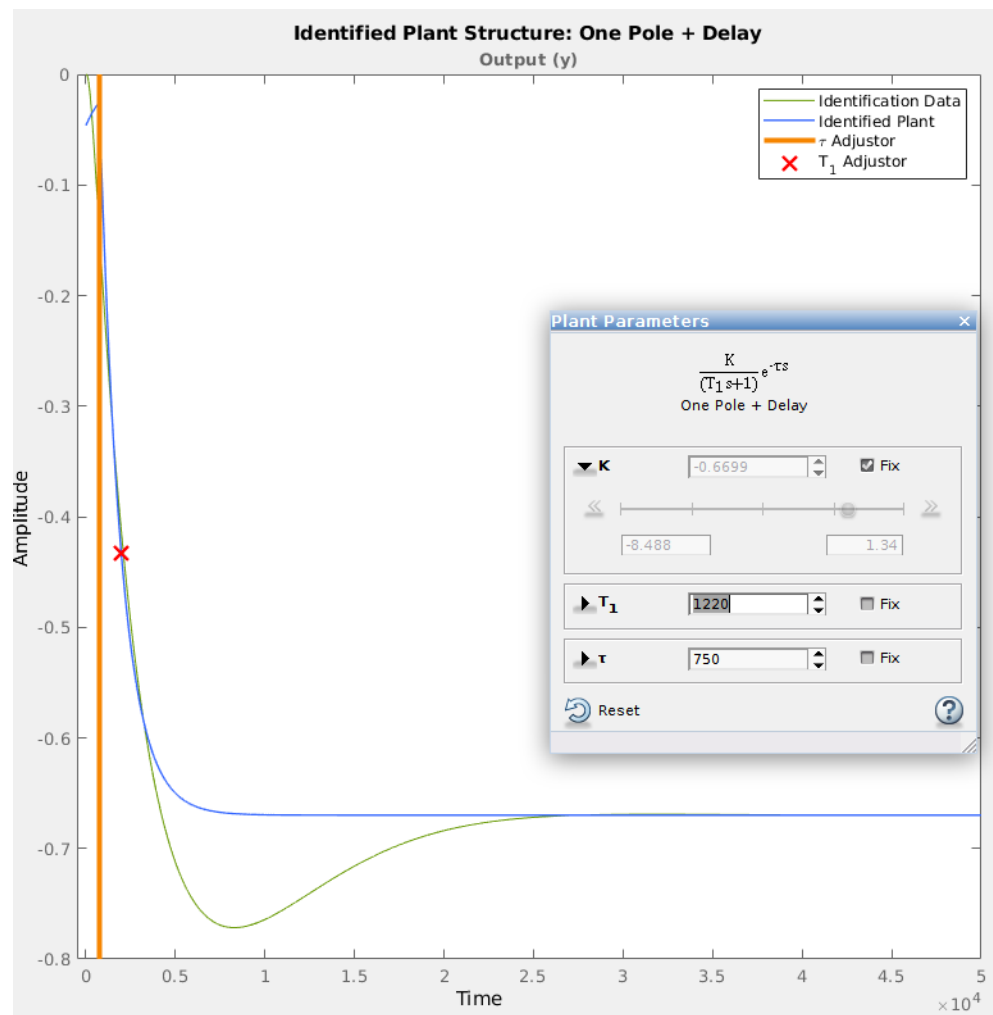 Identified Plant Structure: One Pole + Delay
Output (y)
0
-0.1
-0.2
-0.3
-0.4
-0.5
-0.6
-0.7
-0.8
Amplitude
Identification Data
Identified Plant
τ Adjustor
T1 Adjustor
Plant Parameters ×
K
(T1s+1) e-τs
One Pole + Delay
K -0.6699 Fix
-8.488 1.34
T1 1220 Fix
τ 750 Fix
Reset ?
0 0.5 1 1.5 2 2.5 3 3.5 4 4.5 5
Time
×10^4